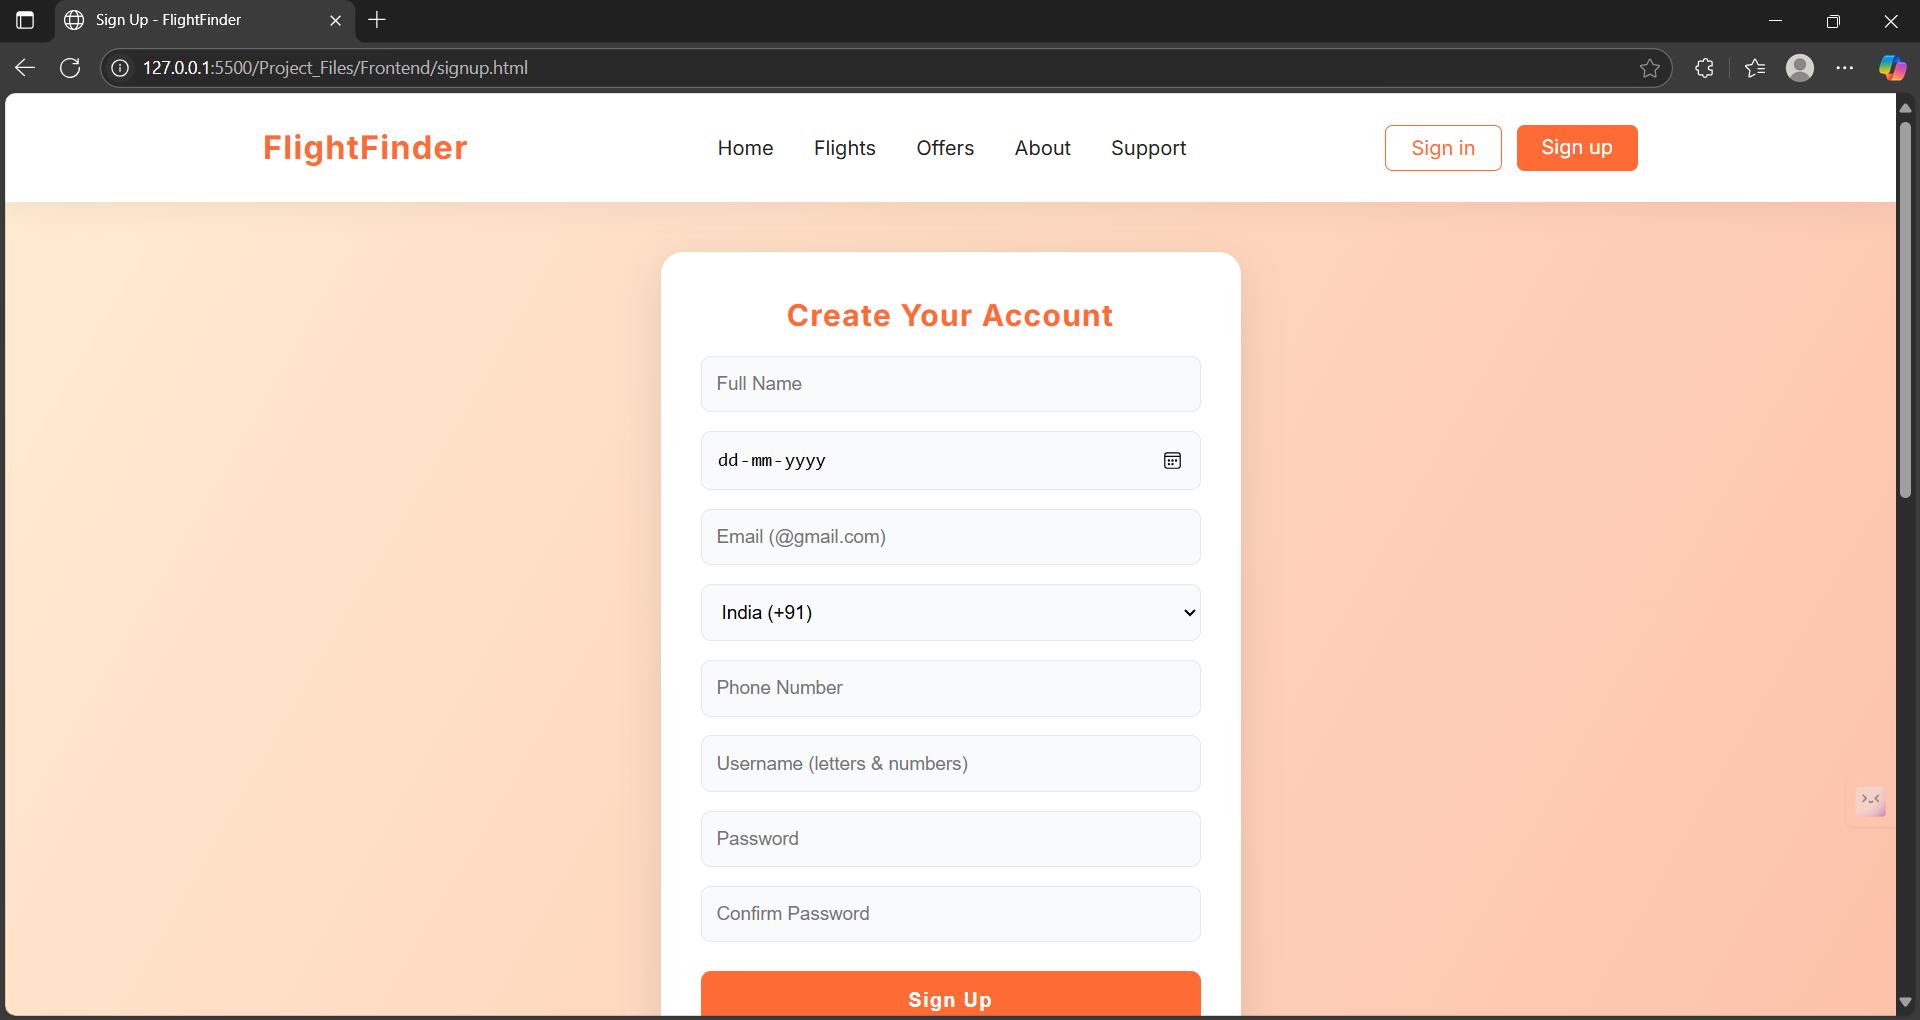 Sign Up - FlightFinder
127.0.0.1:5500/Project_Files/Frontend/signup.html
FlightFinder
Home Flights Offers About Support
Sign in Sign up
Create Your Account
Full Name
dd-mm-yyyy
Email (@gmail.com)
India (+91)
Phone Number
Username (letters & numbers)
Password
Confirm Password
Sign Up